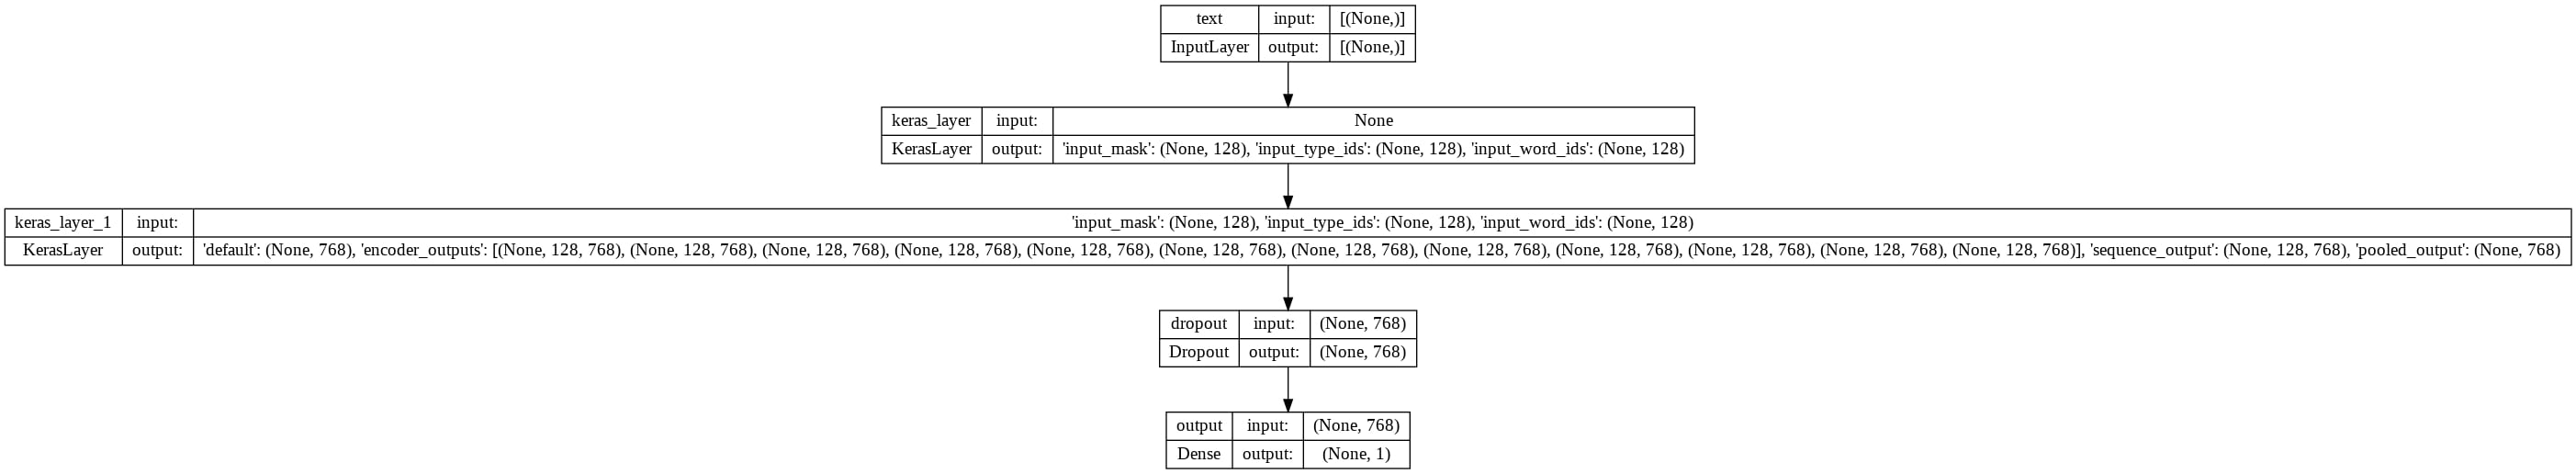 text input: [(None,)]
InputLayer output: [(None,)]
keras_layer input: None
KerasLayer output: 'input_mask': (None, 128), 'input_type_ids': (None, 128), 'input_word_ids': (None, 128)
keras_layer_1 input: 'input_mask': (None, 128), 'input_type_ids': (None, 128), 'input_word_ids': (None, 128)
KerasLayer output: 'default': (None, 768), 'encoder_outputs': [(None, 128, 768), (None, 128, 768), (None, 128, 768), (None, 128, 768), (None, 128, 768), (None, 128, 768), (None, 128, 768), (None, 128, 768), (None, 128, 768), (None, 128, 768), (None, 128, 768), (None, 128, 768)], 'sequence_output': (None, 128, 768), 'pooled_output': (None, 768)
dropout input: (None, 768)
Dropout output: (None, 768)
output input: (None, 768)
Dense output: (None, 1)